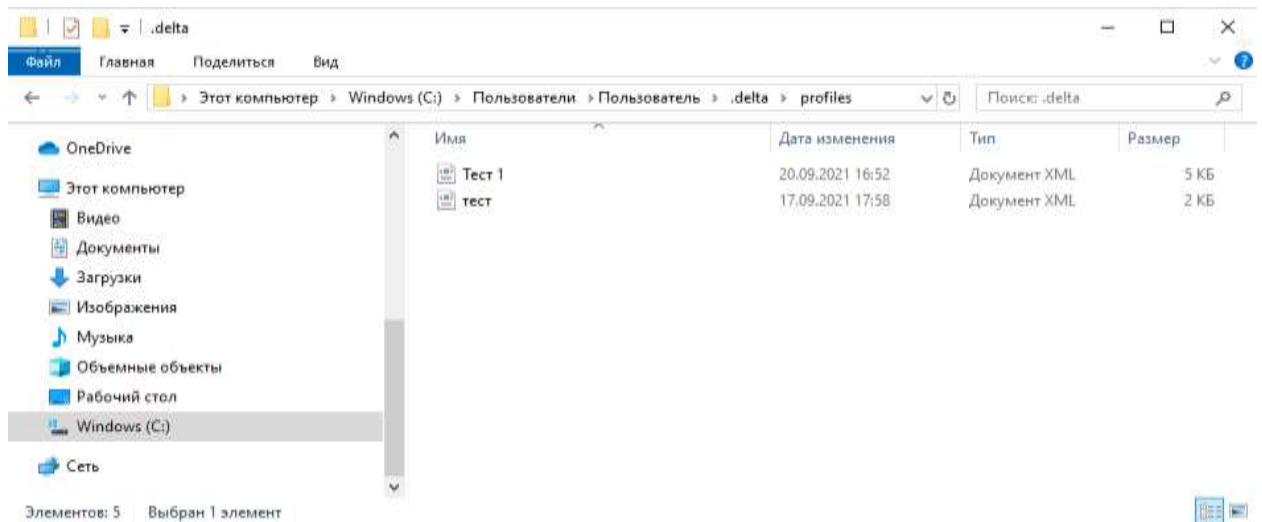 .delta
Файл Главная Поделиться Вид
Этот компьютер › Windows (C:) › Пользователи › Пользователь › .delta › profiles Поиск: .delta
Имя Дата изменения Тип Размер
OneDrive
Тест 1 20.09.2021 16:52 Документ XML 5 КБ
Этот компьютер
тест 17.09.2021 17:58 Документ XML 2 КБ
Видео
Документы
Загрузки
Изображения
Музыка
Объемные объекты
Рабочий стол
Windows (C:)
Сеть
Элементов: 5 Выбран 1 элемент